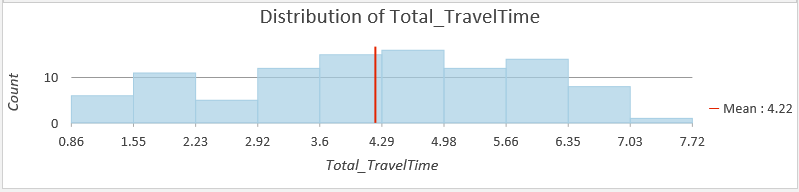 Distribution of Total_TravelTime
Count
10
0
0.86 1.55 2.23 2.92 3.6 4.29 4.98 5.66 6.35 7.03 7.72
Total_TravelTime
Mean : 4.22